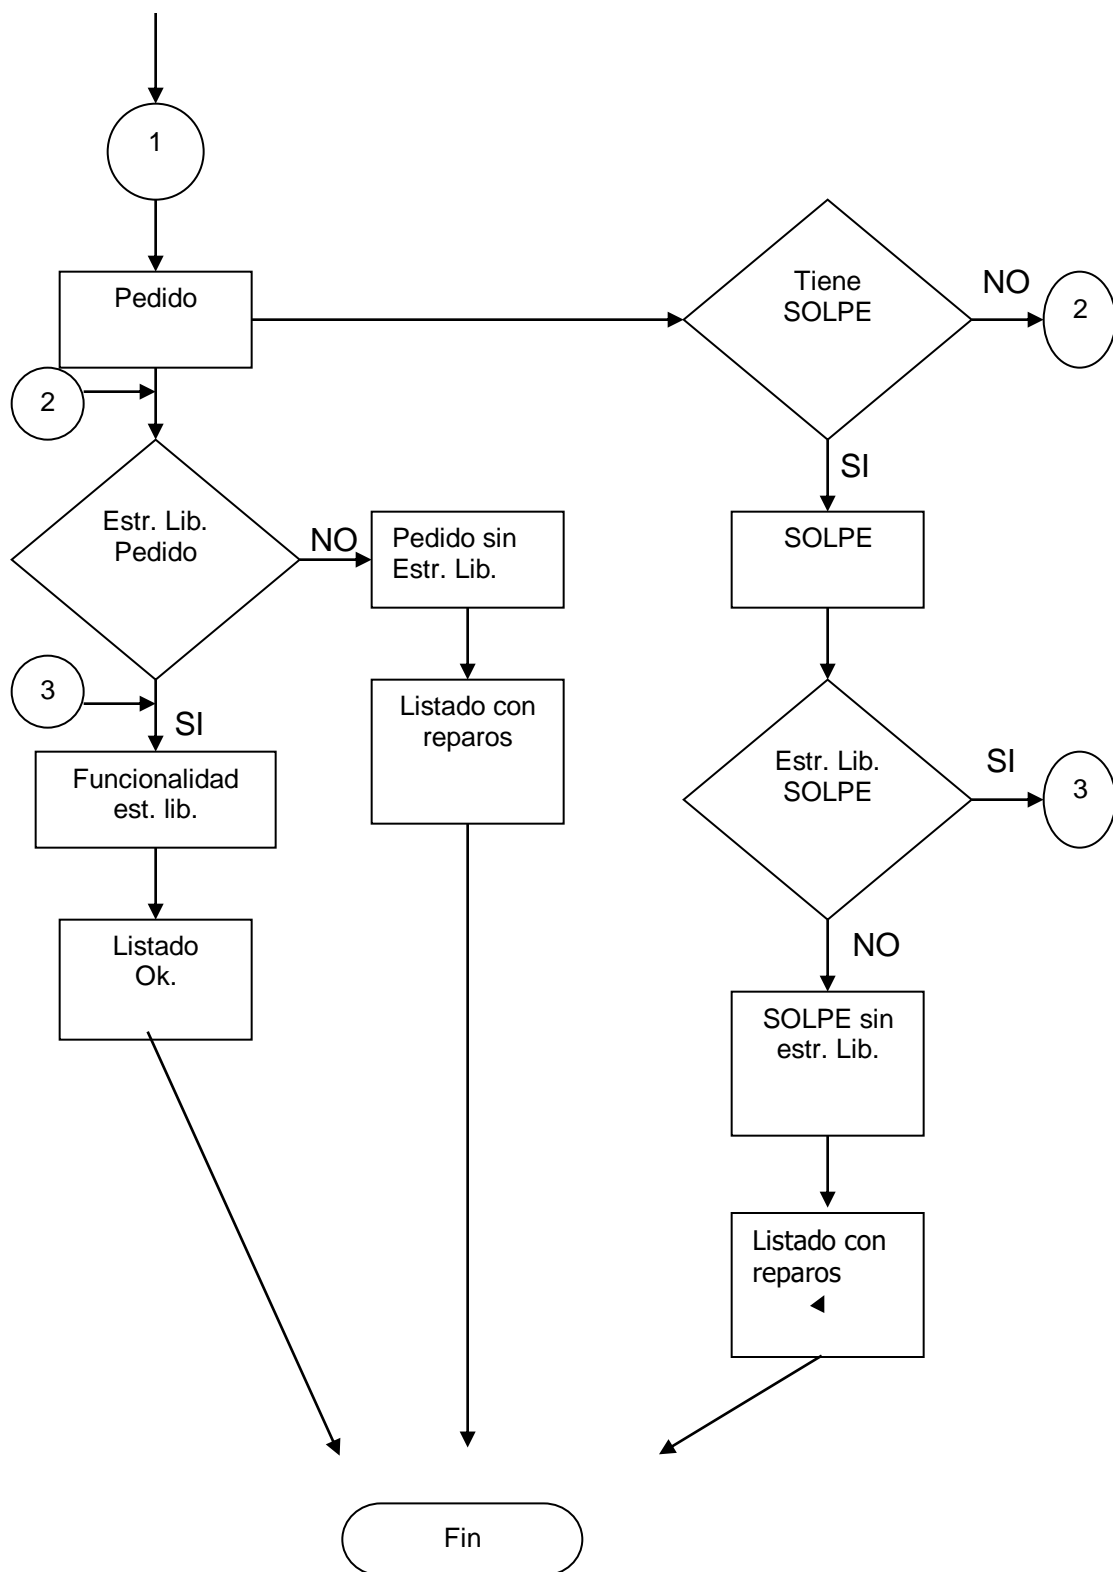 1
Pedido
Tiene
SOLPE
NO
2
2
SI
Estr. Lib.
Pedido
NO
Pedido sin
Estr. Lib.
SOLPE
3
SI
Listado con
reparos
Funcionalidad
est. lib.
Estr. Lib.
SOLPE
SI
3
Listado
Ok.
NO
SOLPE sin
estr. Lib.
Listado con
reparos
Fin